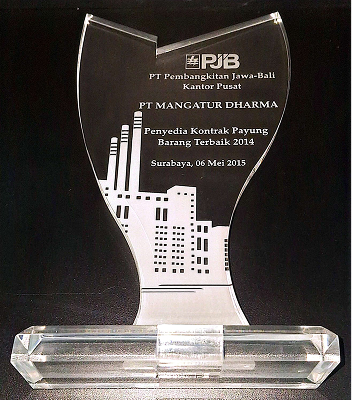 PJB
PT Pembangkitan Jawa-Bali
Kantor Pusat
PT MANGATUR DHARMA
Penyedia Kontrak Payung
Barang Terbaik 2014
Surabaya, 06 Mei 2015